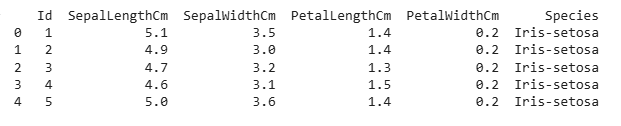 Id SepalLengthCm SepalWidthCm PetalLengthCm PetalWidthCm Species
0 1 5.1 3.5 1.4 0.2 Iris-setosa
1 2 4.9 3.0 1.4 0.2 Iris-setosa
2 3 4.7 3.2 1.3 0.2 Iris-setosa
3 4 4.6 3.1 1.5 0.2 Iris-setosa
4 5 5.0 3.6 1.4 0.2 Iris-setosa